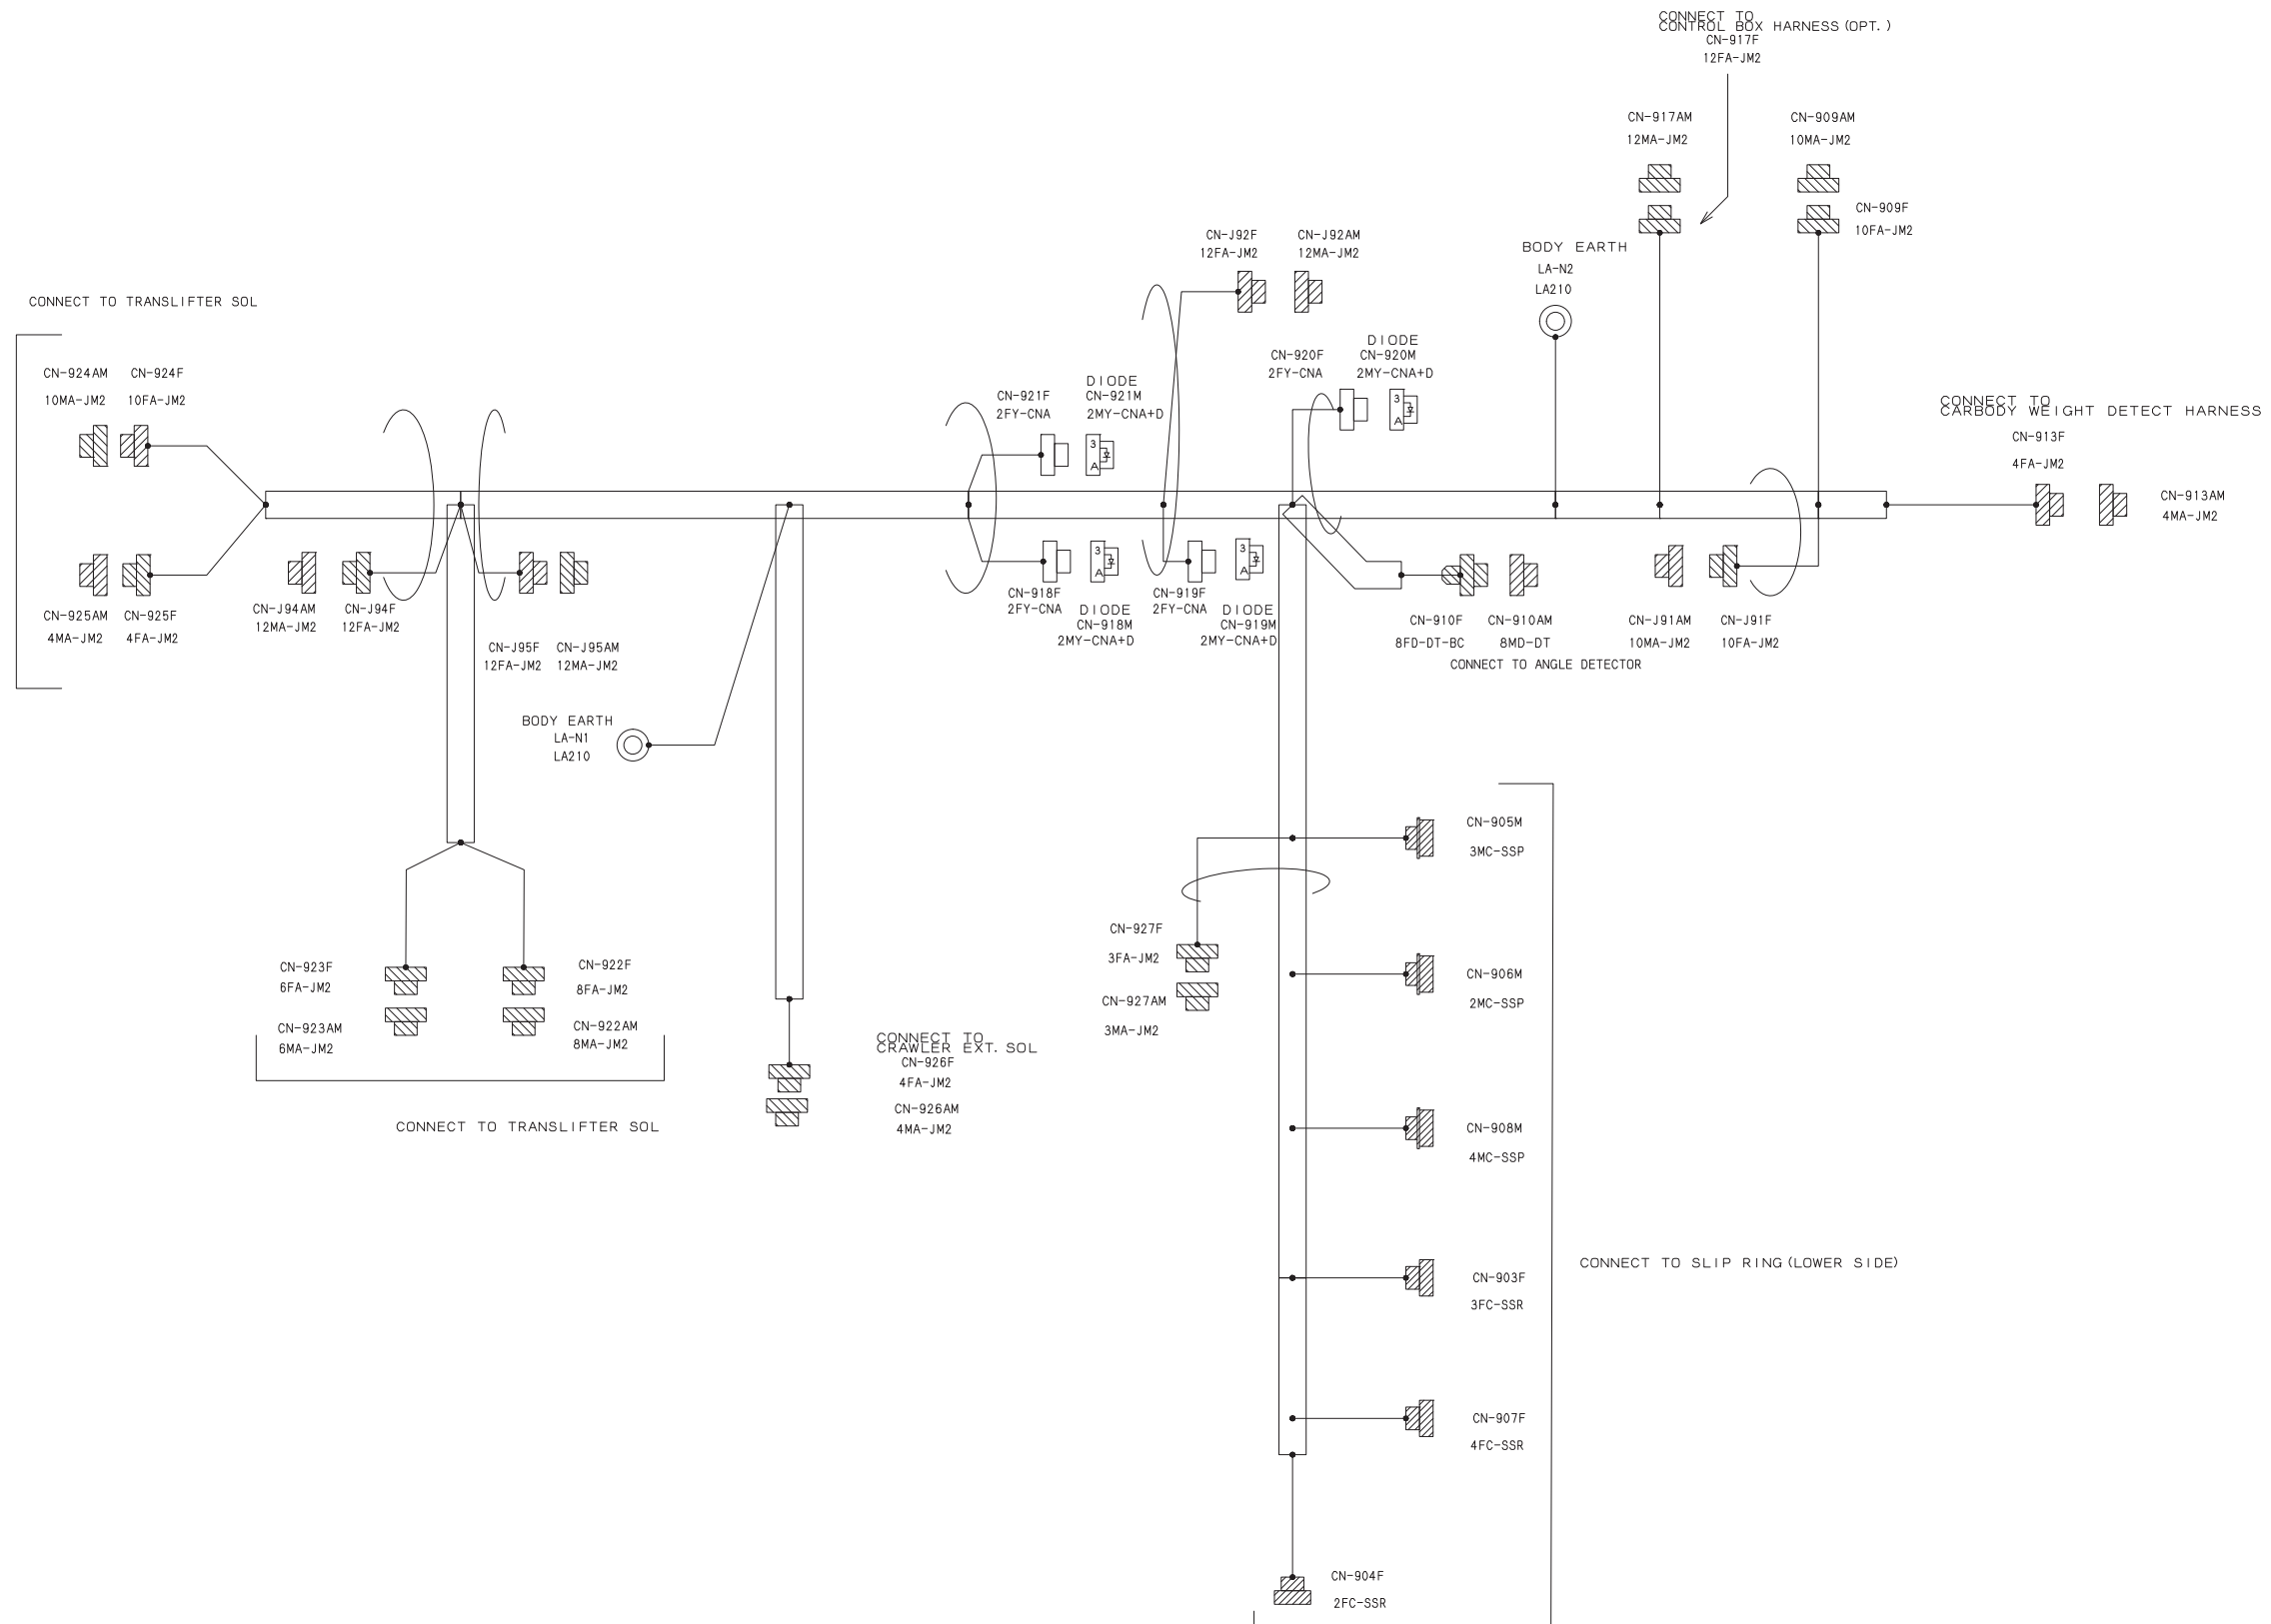 CONNECT TO
CONTROL BOX HARNESS (OPT. )
CN-917F
12FA-JM2
CN-917AM
12MA-JM2
CN-909AM
10MA-JM2
CN-909F
10FA-JM2
CN-J92F
12FA-JM2
CN-J92AM
12MA-JM2
BODY EARTH
LA-N2
LA210
CONNECT TO TRANSLIFTER SOL
CN-924AM
10MA-JM2
CN-924F
10FA-JM2
CN-921F
2FY-CNA
DIODE
CN-921M
2MY-CNA+D
3
A
CN-920F
2FY-CNA
DIODE
CN-920M
2MY-CNA+D
3
A
CONNECT TO
CARBODY WEIGHT DETECT HARNESS
CN-913F
4FA-JM2
CN-913AM
4MA-JM2
CN-925AM
4MA-JM2
CN-925F
4FA-JM2
CN-J94AM
12MA-JM2
CN-J94F
12FA-JM2
CN-J95F
12FA-JM2
CN-J95AM
12MA-JM2
3
A
CN-918F
2FY-CNA
DIODE
CN-918M
2MY-CNA+D
3
A
CN-919F
2FY-CNA
DIODE
CN-919M
2MY-CNA+D
CN-910F
8FD-DT-BC
CN-910AM
8MD-DT
CONNECT TO ANGLE DETECTOR
CN-J91AM
10MA-JM2
CN-J91F
10FA-JM2
BODY EARTH
LA-N1
LA210
CN-905M
3MC-SSP
CN-927F
3FA-JM2
CN-927AM
3MA-JM2
CN-906M
2MC-SSP
CN-923F
6FA-JM2
CN-923AM
6MA-JM2
CN-922F
8FA-JM2
CN-922AM
8MA-JM2
CONNECT TO TRANSLIFTER SOL
CONNECT TO
CRAWLER EXT. SOL
CN-926F
4FA-JM2
CN-926AM
4MA-JM2
CN-908M
4MC-SSP
CONNECT TO SLIP RING (LOWER SIDE)
CN-903F
3FC-SSR
CN-907F
4FC-SSR
CN-904F
2FC-SSR